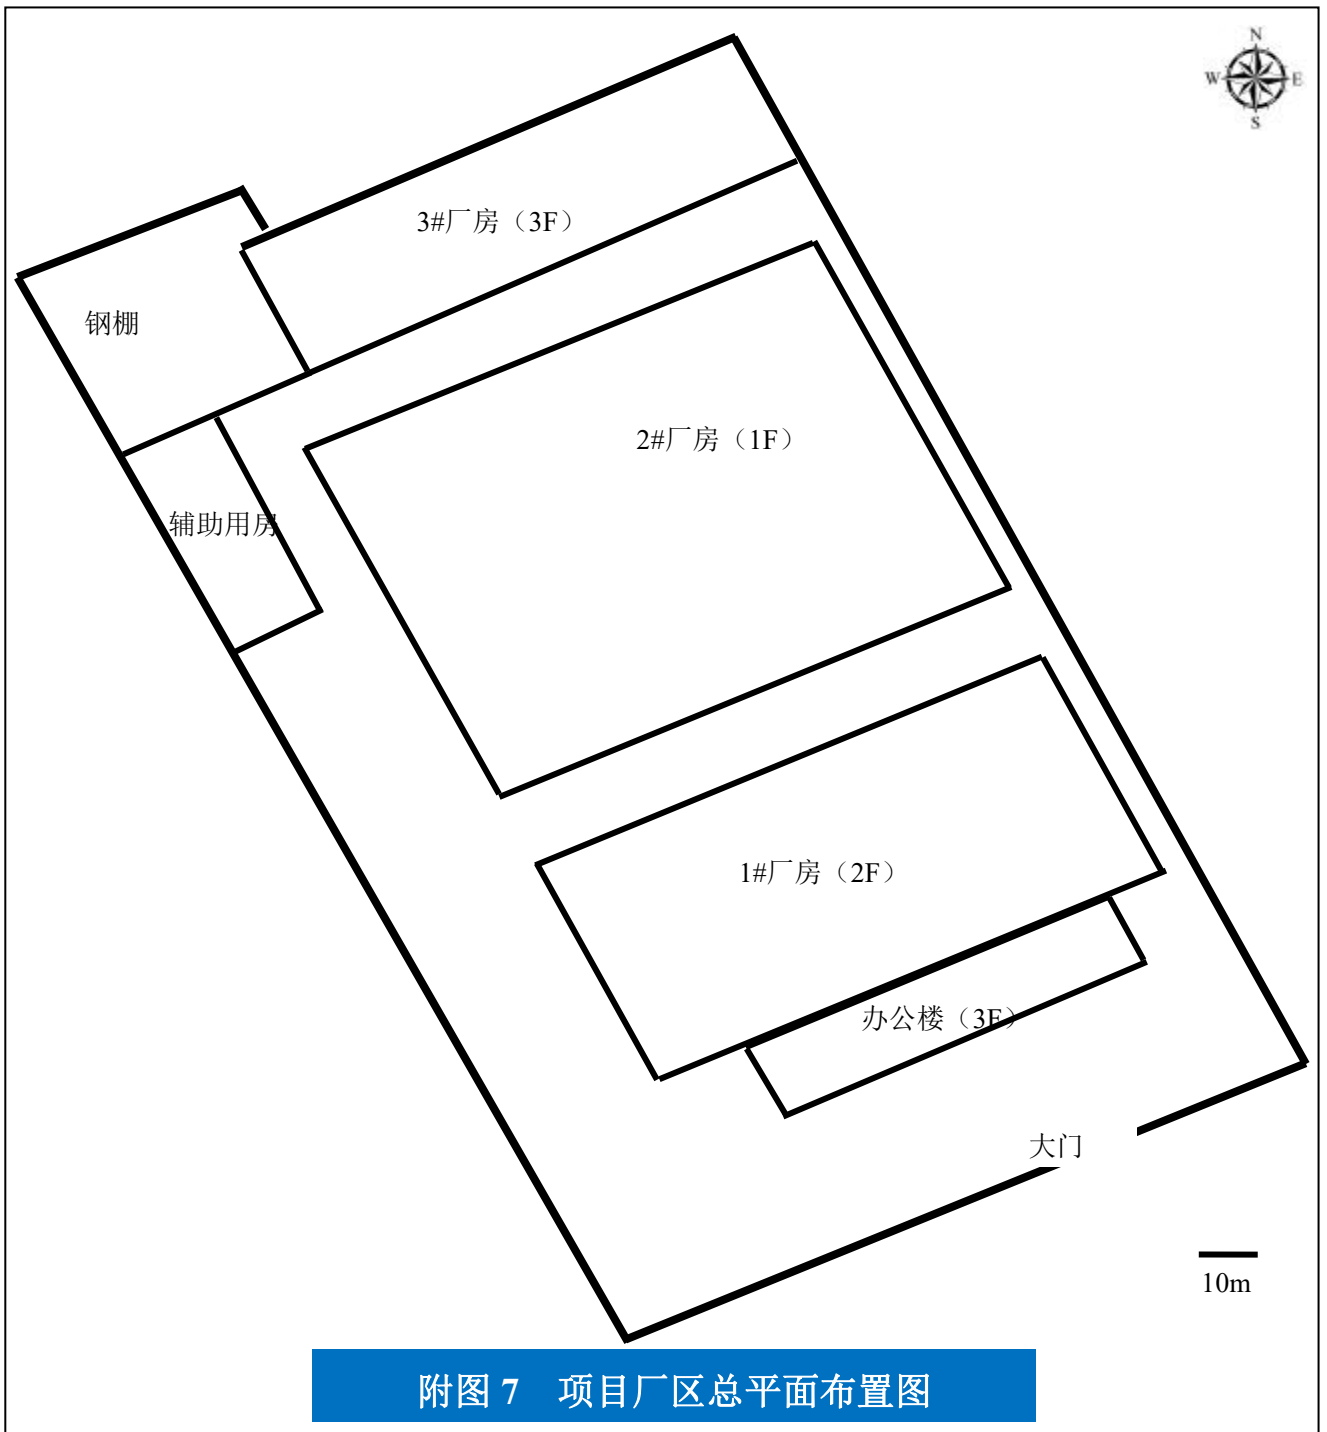 N
W E
S
3#厂房（3F）
钢棚
2#厂房（1F）
辅助用房
1#厂房（2F）
办公楼（3F）
大门
10m
附图 7 项目厂区总平面布置图